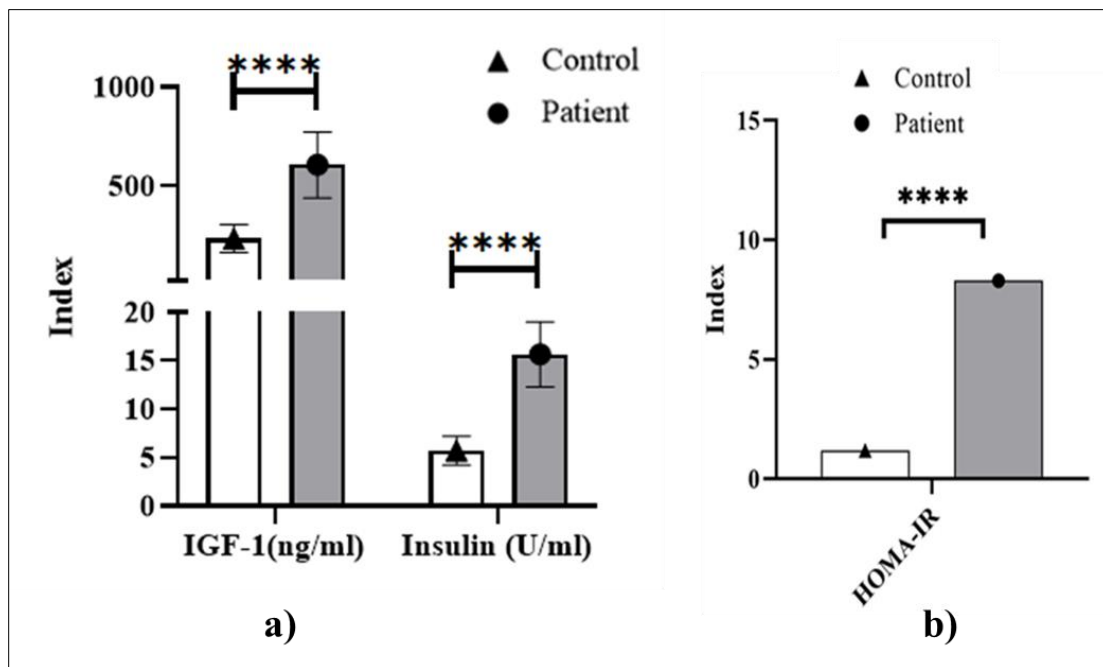 ****
Control
Patient
1000
500
Index
****
20
15
10
5
0
IGF-1(ng/ml)
Insulin (U/ml)
a)
Control
Patient
15
****
10
Index
5
0
HOMA-IR
b)